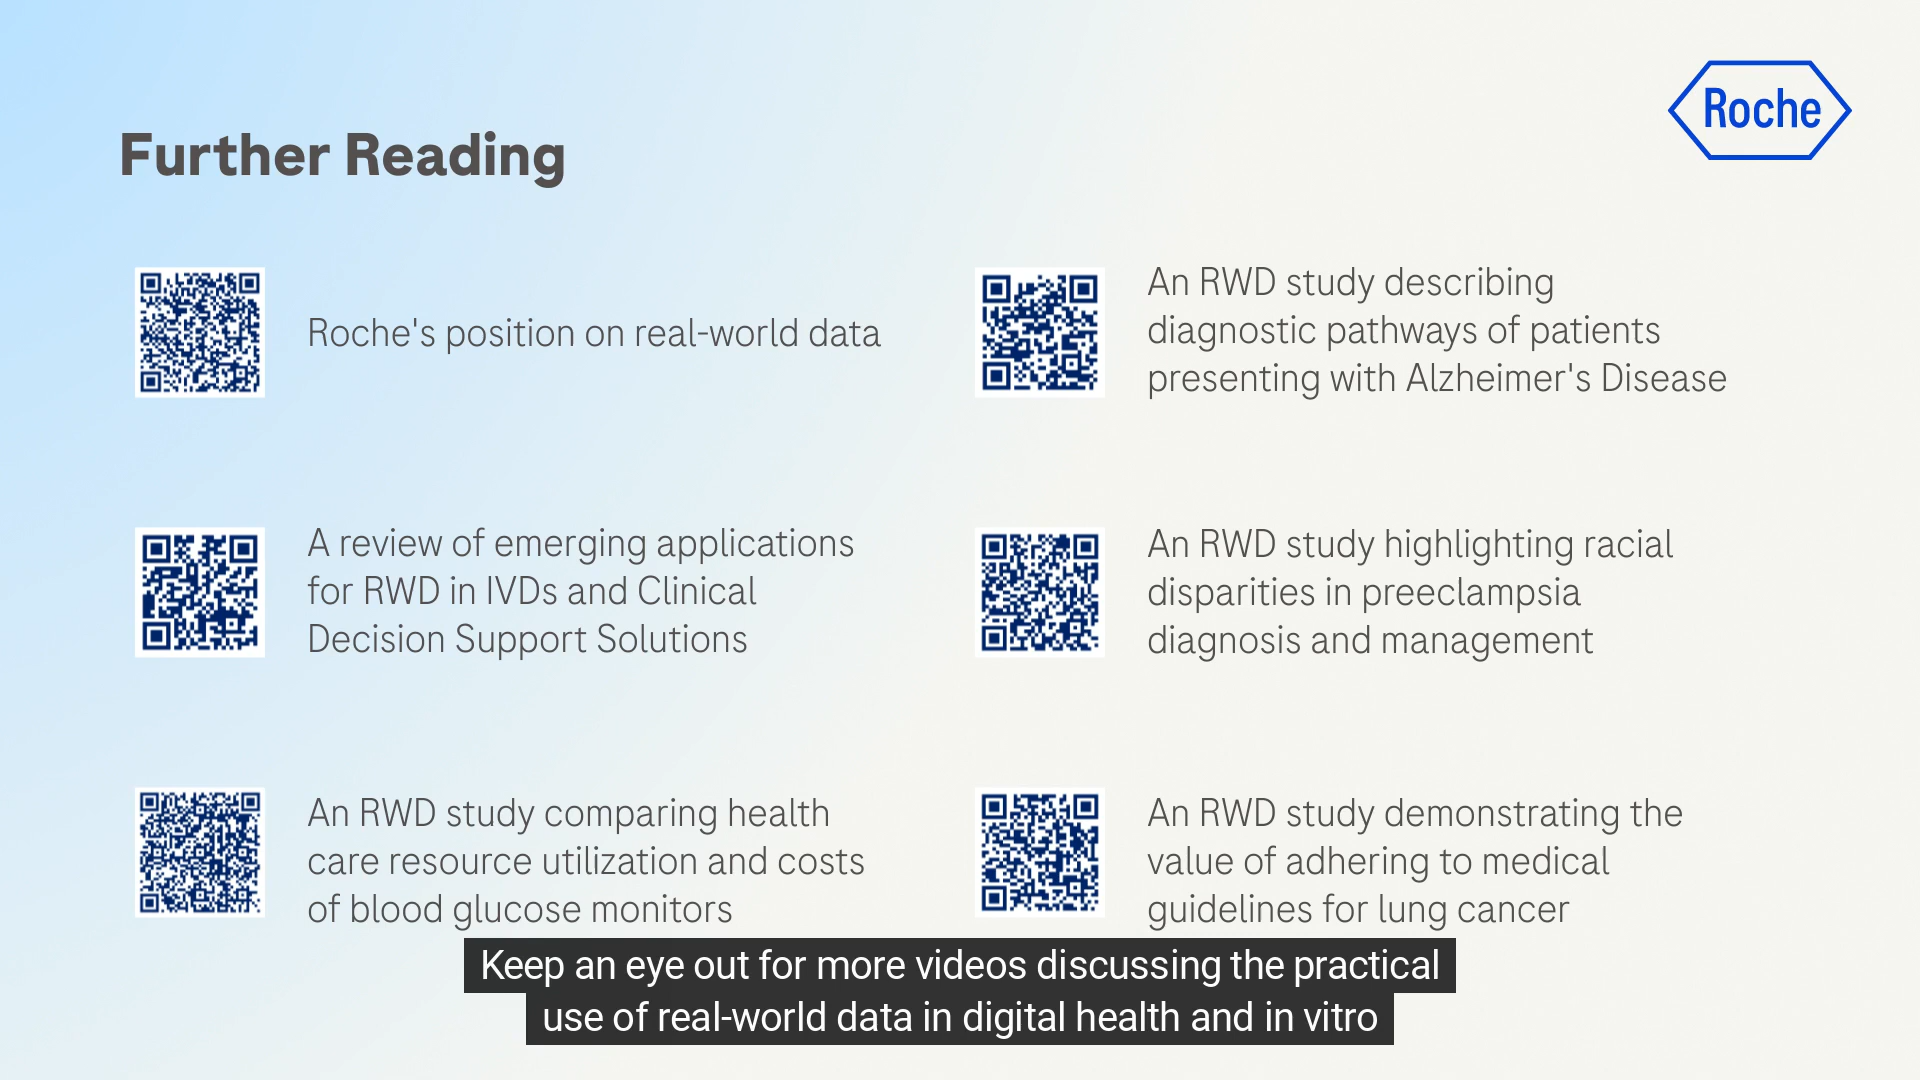 Roche
Further Reading
Roche's position on real-world data
An RWD study describing
diagnostic pathways of patients
presenting with Alzheimer's Disease
A review of emerging applications
for RWD in IVDs and Clinical
Decision Support Solutions
An RWD study highlighting racial
disparities in preeclampsia
diagnosis and management
An RWD study comparing health
care resource utilization and costs
of blood glucose monitors
An RWD study demonstrating the
value of adhering to medical
guidelines for lung cancer
Keep an eye out for more videos discussing the practical
use of real-world data in digital health and in vitro